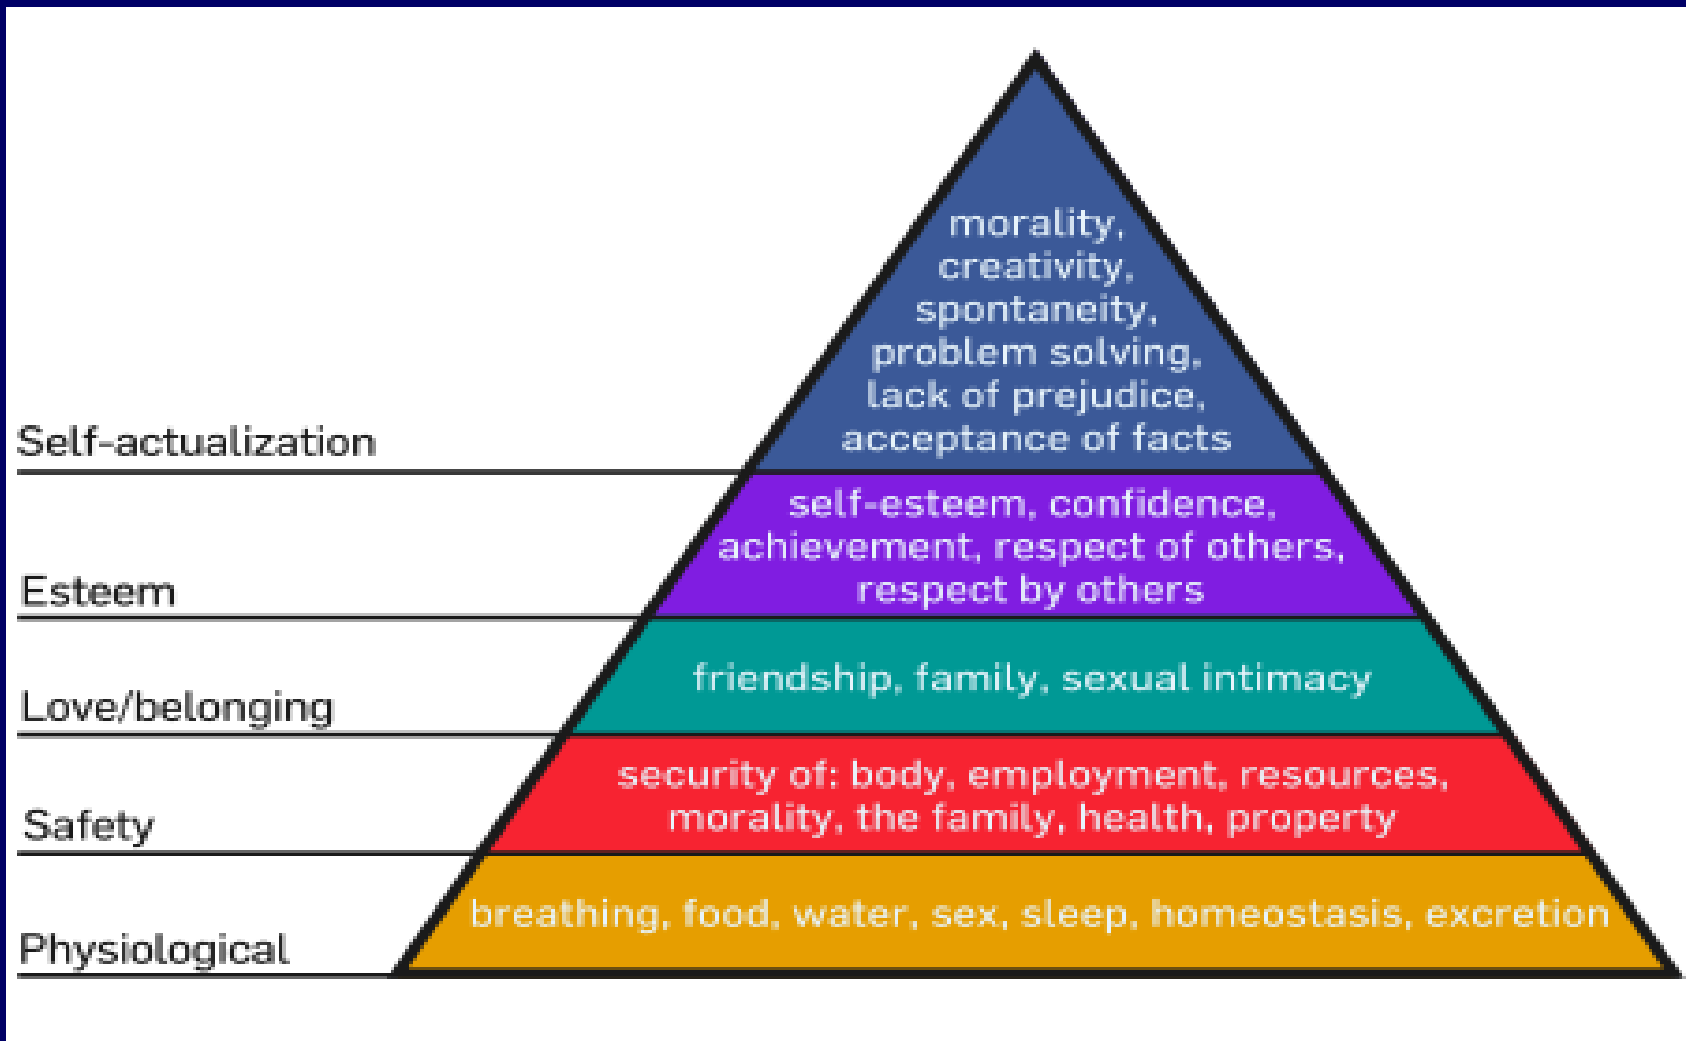 morality,
creativity,
spontaneity,
problem solving,
lack of prejudice,
acceptance of facts
Self-actualization
self-esteem, confidence,
achievement, respect of others,
respect by others
Esteem
friendship, family, sexual intimacy
Love/belonging
security of: body, employment, resources,
morality, the family, health, property
Safety
breathing, food, water, sex, sleep, homeostasis, excretion
Physiological